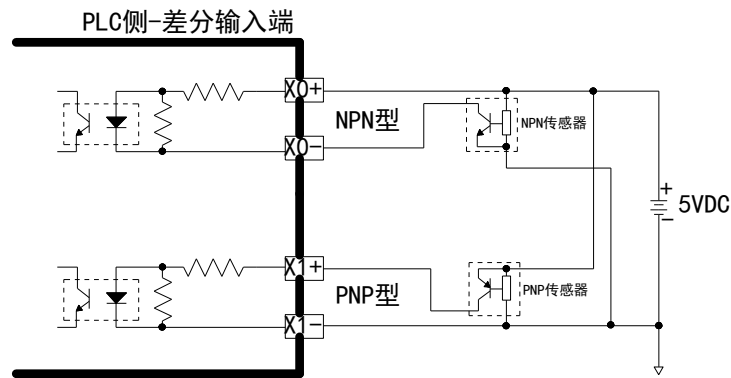 PLC侧-差分输入端
X0+
NPN型
NPN传感器
X0-
+
5VDC
-
X1+
PNP型
PNP传感器
X1-